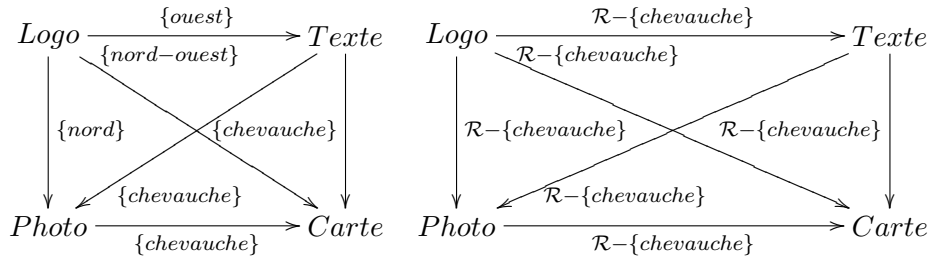 {ouest}
Logo Texte
{nord–ouest}
{nord} {chevauche}
{chevauche}
Photo Carte
{chevauche}
R–{chevauche}
Logo Texte
R–{chevauche}
R–{chevauche} R–{chevauche}
R–{chevauche}
Photo Carte
R–{chevauche}